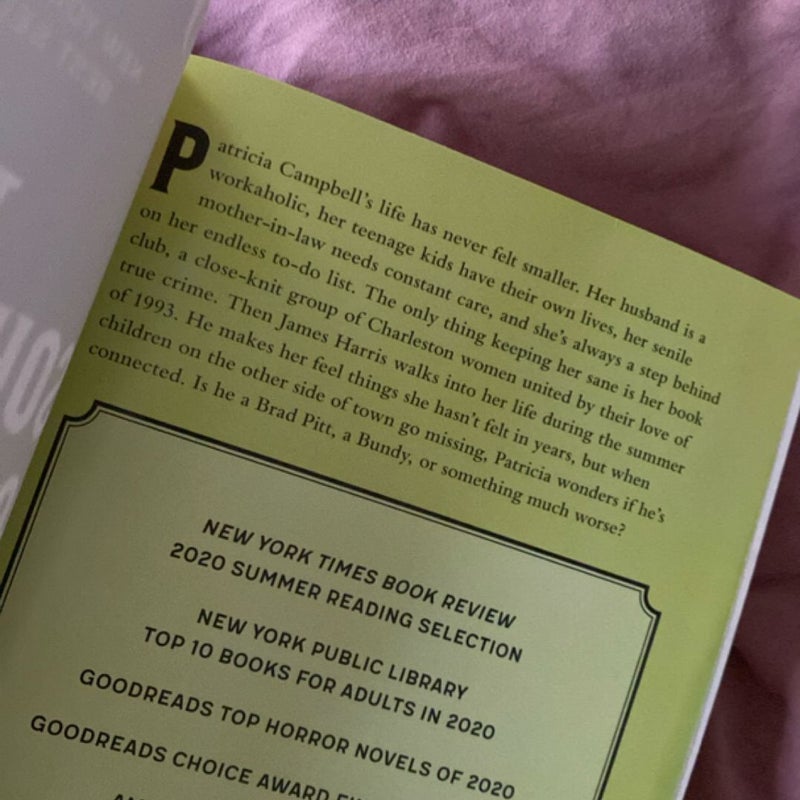 Patricia Campbell's life has never felt smaller. Her husband is a
workaholic, her teenage kids have their own lives, her senile
mother-in-law needs constant care, and she's always a step behind
on her endless to-do list. The only thing keeping her sane is her book
club, a close-knit group of Charleston women united by their love of
true crime. Then James Harris walks into her life during the summer
of 1993. He makes her feel things she hasn't felt in years, but when
children on the other side of town go missing, Patricia wonders if he's
connected. Is he a Brad Pitt, a Bundy, or something much worse?
NEW YORK TIMES BOOK REVIEW
2020 SUMMER READING SELECTION
NEW YORK PUBLIC LIBRARY
TOP 10 BOOKS FOR ADULTS IN 2020
GOODREADS TOP HORROR NOVELS OF 2020
GOODREADS CHOICE AWARD